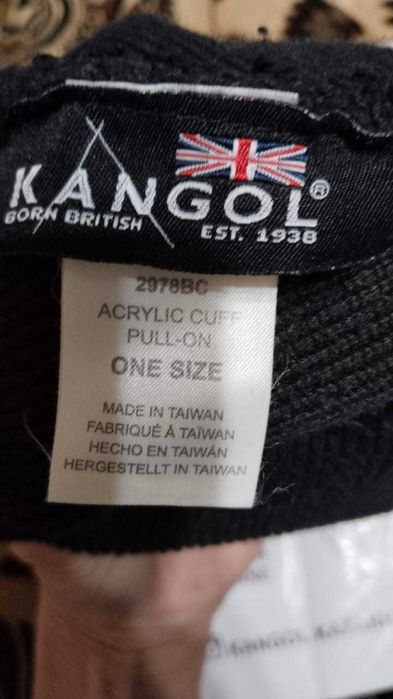 KANGOL®
BORN BRITISH
EST. 1938
2978BC
ACRYLIC CUFF
PULL-ON
ONE SIZE
MADE IN TAIWAN
FABRIQUÉ À TAÏWAN
HECHO EN TAIWÁN
HERGESTELLT IN TAIWAN